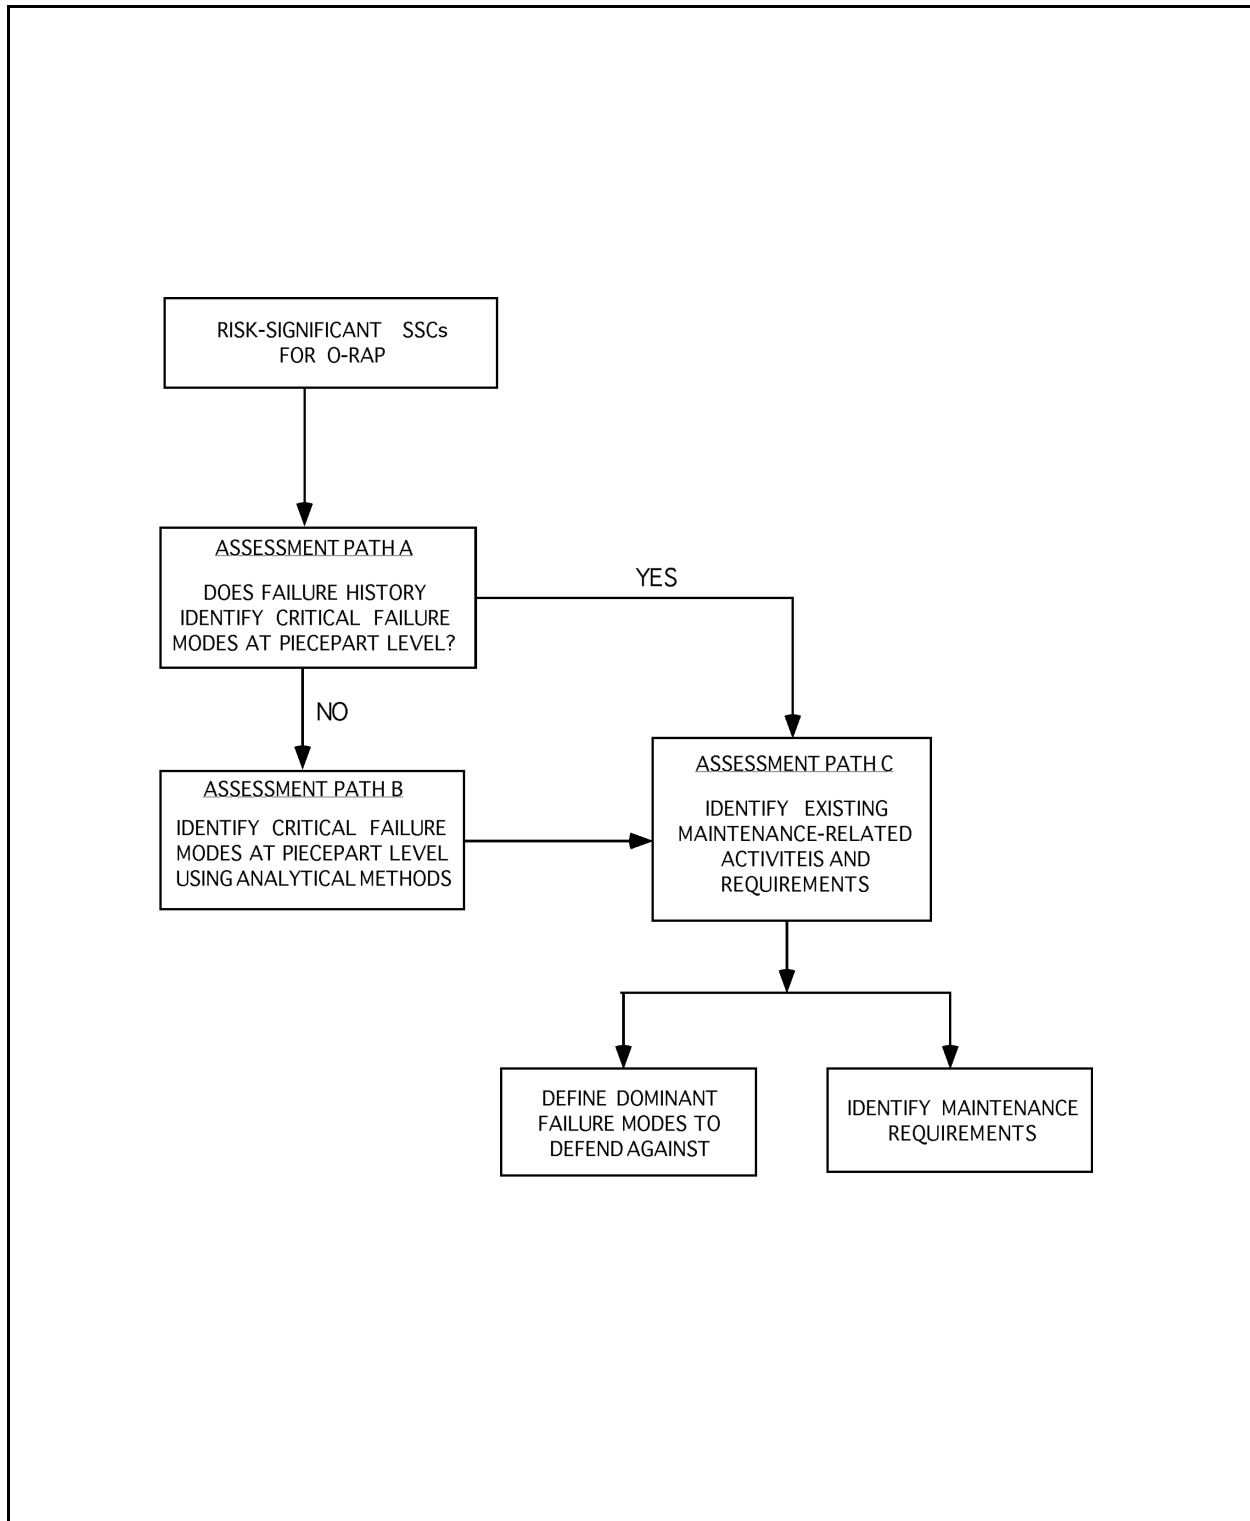 RISK-SIGNIFICANT SSCs
FOR O-RAP
ASSESSMENT PATH A
DOES FAILURE HISTORY
IDENTIFY CRITICAL FAILURE
MODES AT PIECEPART LEVEL?
YES
NO
ASSESSMENT PATH B
IDENTIFY CRITICAL FAILURE
MODES AT PIECEPART LEVEL
USING ANALYTICAL METHODS
ASSESSMENT PATH C
IDENTIFY EXISTING
MAINTENANCE-RELATED
ACTIVITEIS AND
REQUIREMENTS
DEFINE DOMINANT
FAILURE MODES TO
DEFEND AGAINST
IDENTIFY MAINTENANCE
REQUIREMENTS